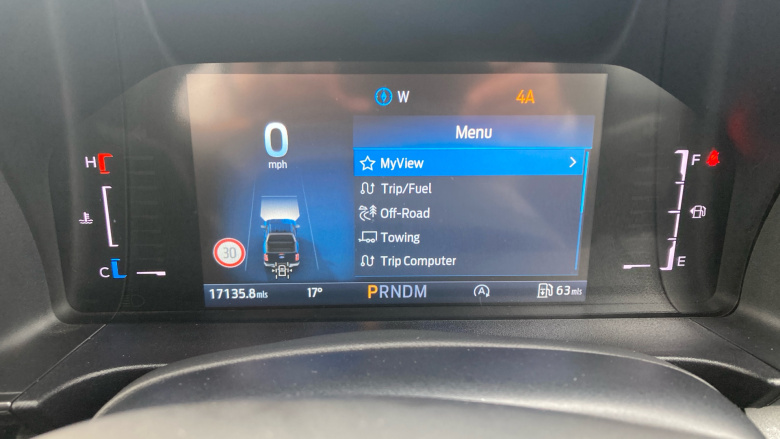 W
4A
0
mph
Menu
MyView
Trip/Fuel
Off-Road
Towing
Trip Computer
30
H
C
F
E
17135.8mls
17°
PRNDM
A
63mls